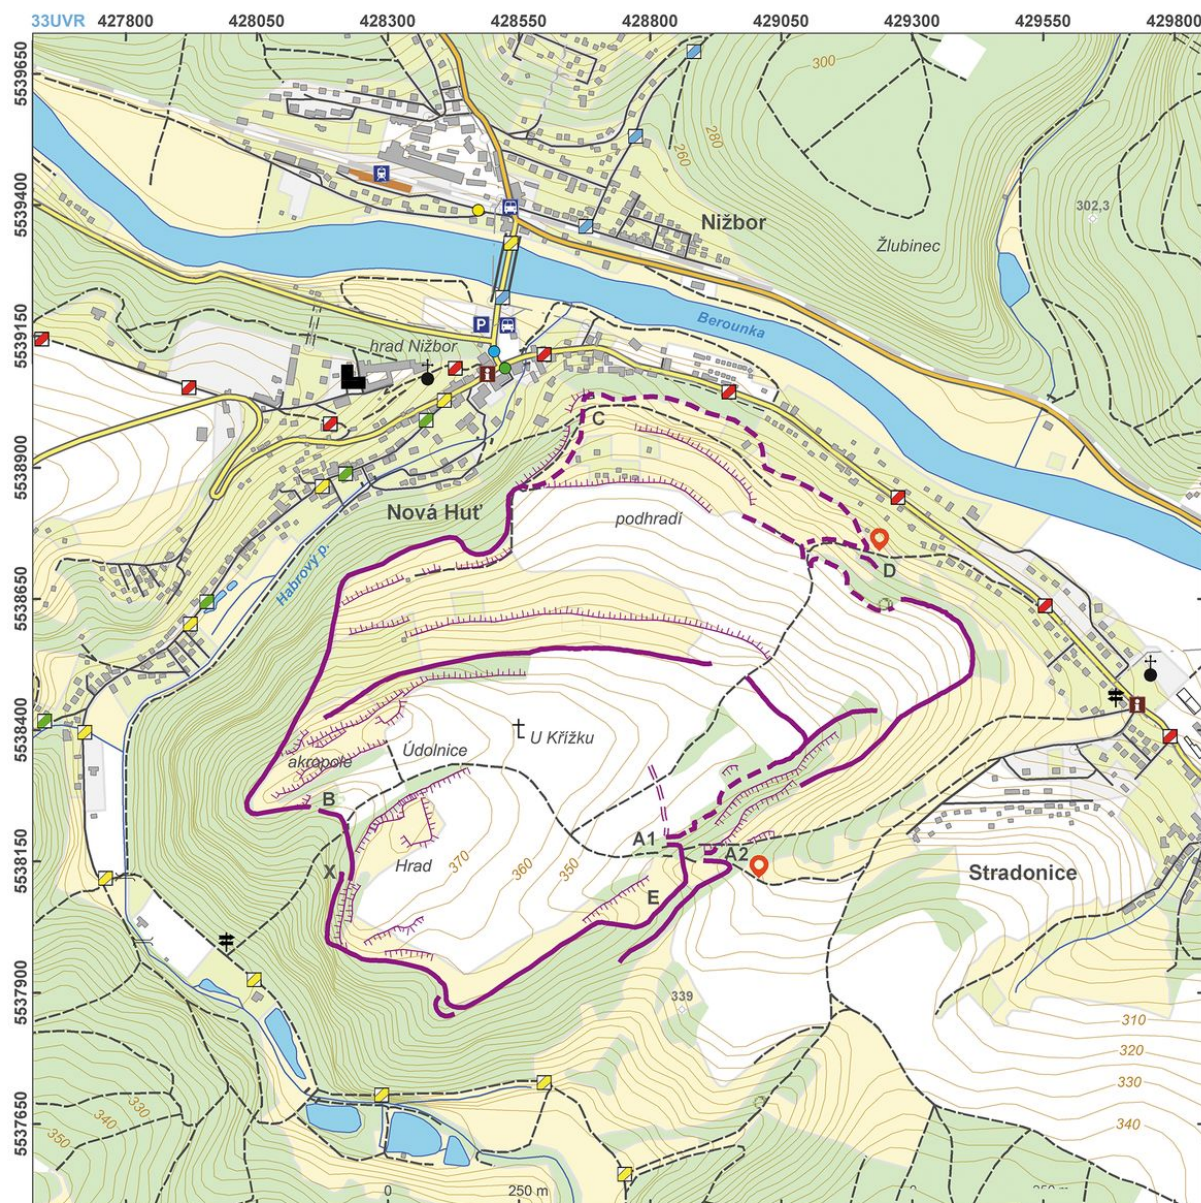 33UVR
427800
428050
428300
428550
428800
429050
429300
429550
429800
5539650
5539400
5539150
5538900
5538650
5538400
5538150
5537900
5537650
300
280
260
302,3
Nižbor
Žlubinec
Berounka
P
hrad Nižbor
i
C
Nová Huť
podhradí
D
Habrový p.
U Křížku
Údolnice
akropole
i
B
A1
A2
X
Hrad
370
360
350
E
Stradonice
339
310
320
330
340
330
340
350
0
250 m